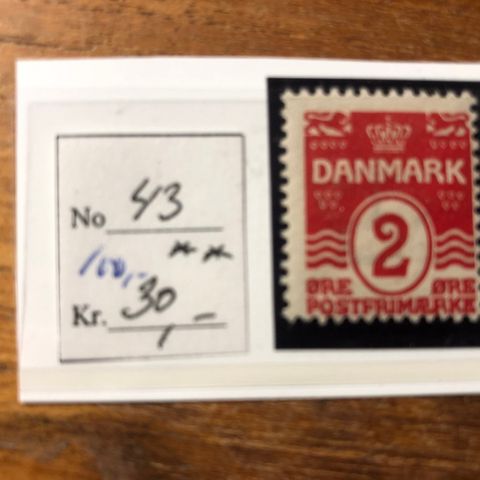 No 43
**
100,-
Kr. 30,-
DANMARK
2
ØRE ØRE
POSTFRIMÆRKE